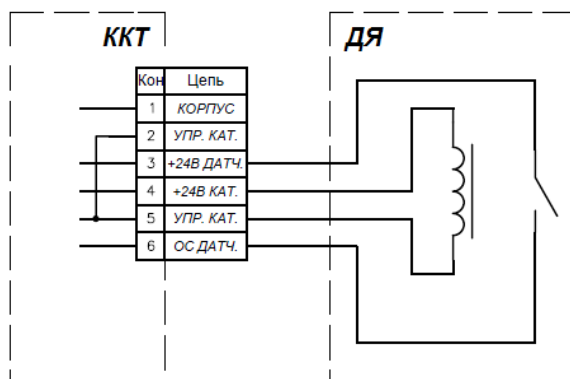 ККТ
ДЯ
Кон Цепь
1 КОРПУС
2 УПР. КАТ.
3 +24В ДАТЧ.
4 +24В КАТ.
5 УПР. КАТ.
6 ОС ДАТЧ.